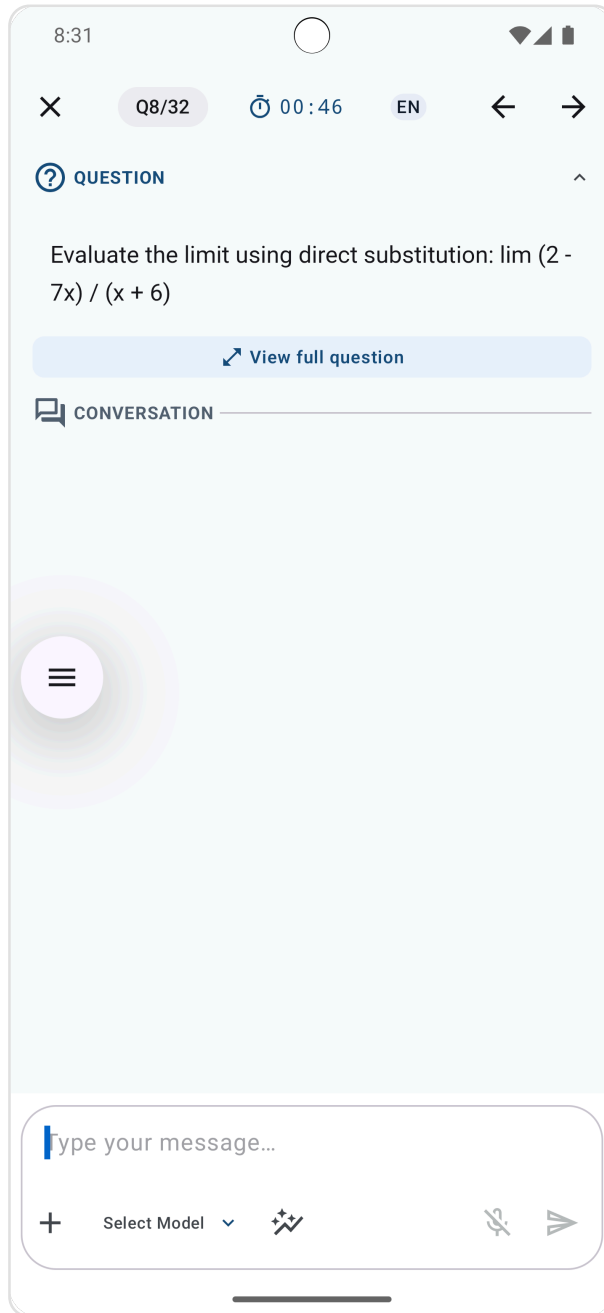 8:31
Q8/32
00:46
EN
QUESTION
Evaluate the limit using direct substitution: lim (2 -
7x) / (x + 6)
View full question
CONVERSATION
Type your message...
Select Model